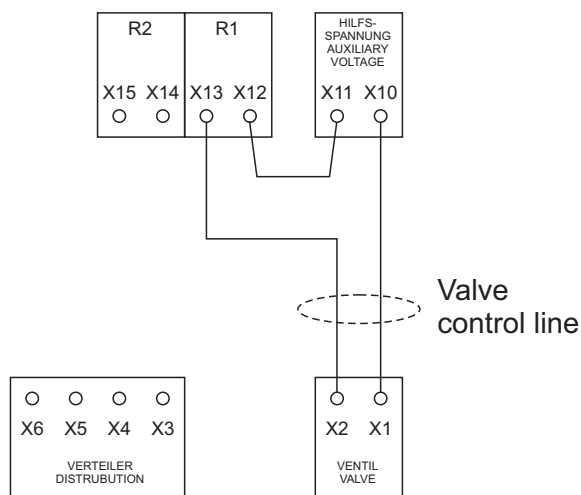 R2 R1
HILFS-
SPANNUNG
AUXILIARY
VOLTAGE
X15 X14 X13 X12 X11 X10
Valve
control line
X6 X5 X4 X3 X2 X1
VERTEILER
DISTRUBUTION
VENTIL
VALVE